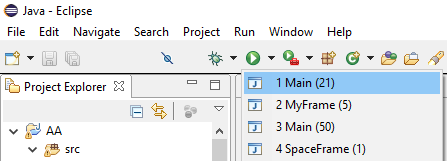 Java - Eclipse
File Edit Navigate Search Project Run Window Help
Project Explorer
1 Main (21)
2 MyFrame (5)
3 Main (50)
4 SpaceFrame (1)
AA
src